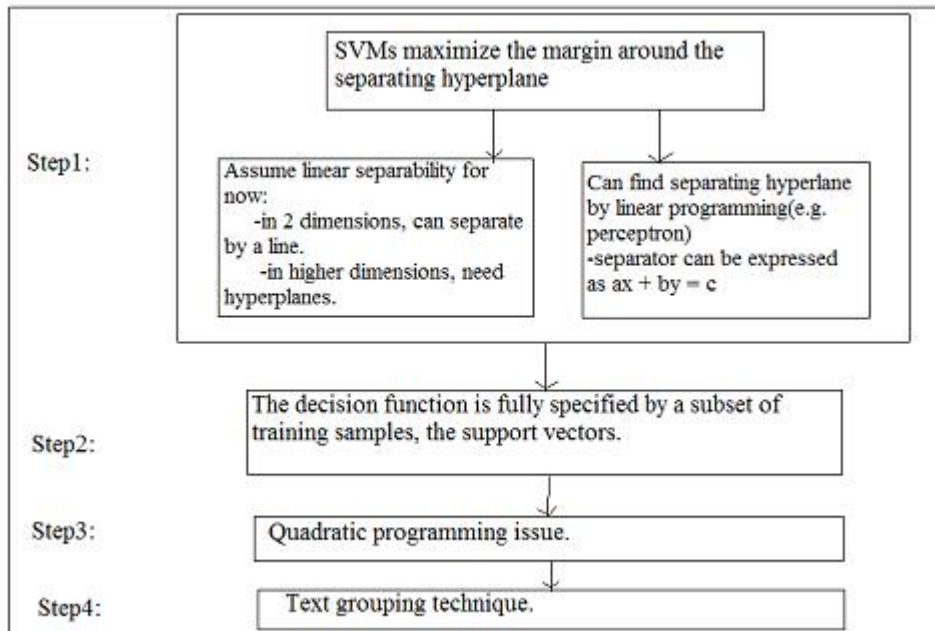 SVMs maximize the margin around the
separating hyperplane
Step1:
Assume linear separability for
now:
-in 2 dimensions, can separate
by a line.
-in higher dimensions, need
hyperplanes.
Can find separating hyperlane
by linear programming(e.g.
perceptron)
-separator can be expressed
as ax + by = c
Step2:
The decision function is fully specified by a subset of
training samples, the support vectors.
Step3:
Quadratic programming issue.
Step4:
Text grouping technique.